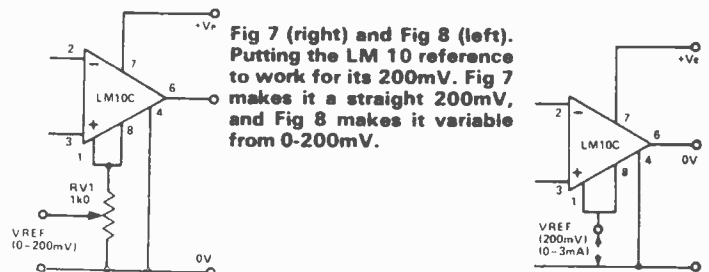 +Ve
2
7
LM10C
6
4
3
1
8
RV1
1k0
VREF
(0-200mV)
0V
Fig 7 (right) and Fig 8 (left).
Putting the LM 10 reference
to work for its 200mV. Fig 7
makes it a straight 200mV,
and Fig 8 makes it variable
from 0-200mV.
+Ve
2
7
LM10C
6
0V
4
3
1
8
VREF
(200mV)
(0-3mA)